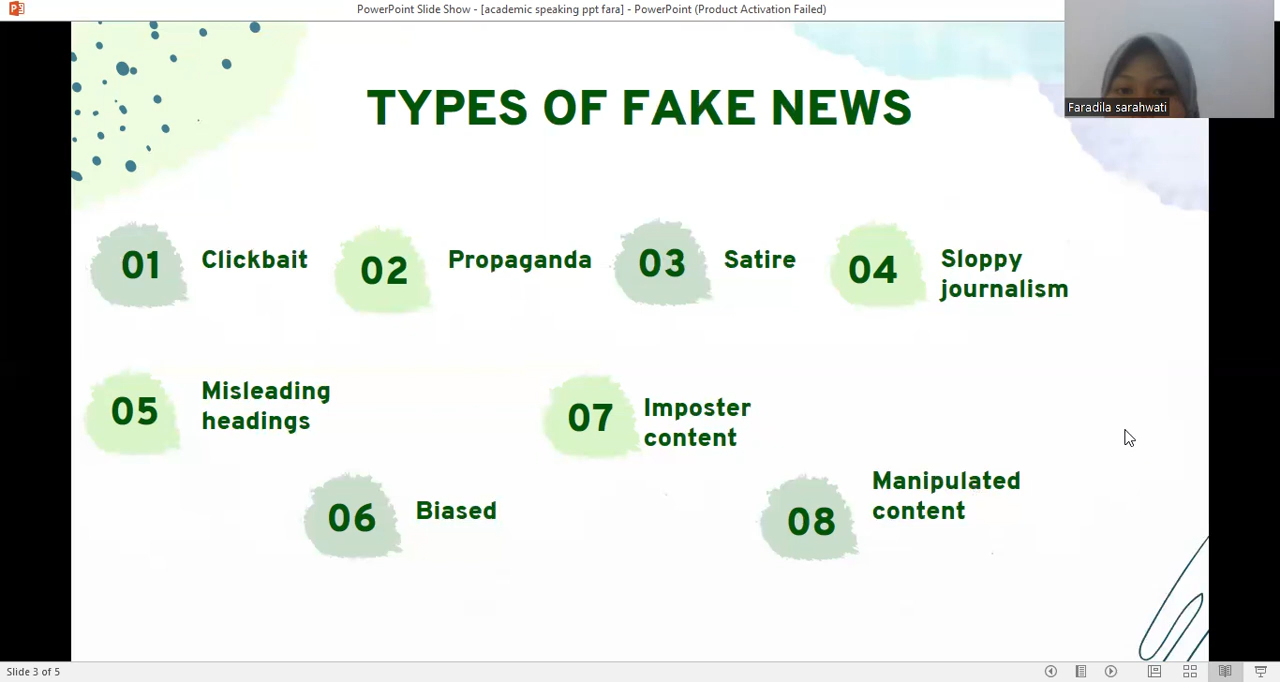 PowerPoint Slide Show - [academic speaking ppt fara] - PowerPoint (Product Activation Failed)
Faradila sarahwati
TYPES OF FAKE NEWS
01 Clickbait
02 Propaganda
03 Satire
04 Sloppy
journalism
05 Misleading
headings
06 Biased
07 Imposter
content
08 Manipulated
content
Slide 3 of 5